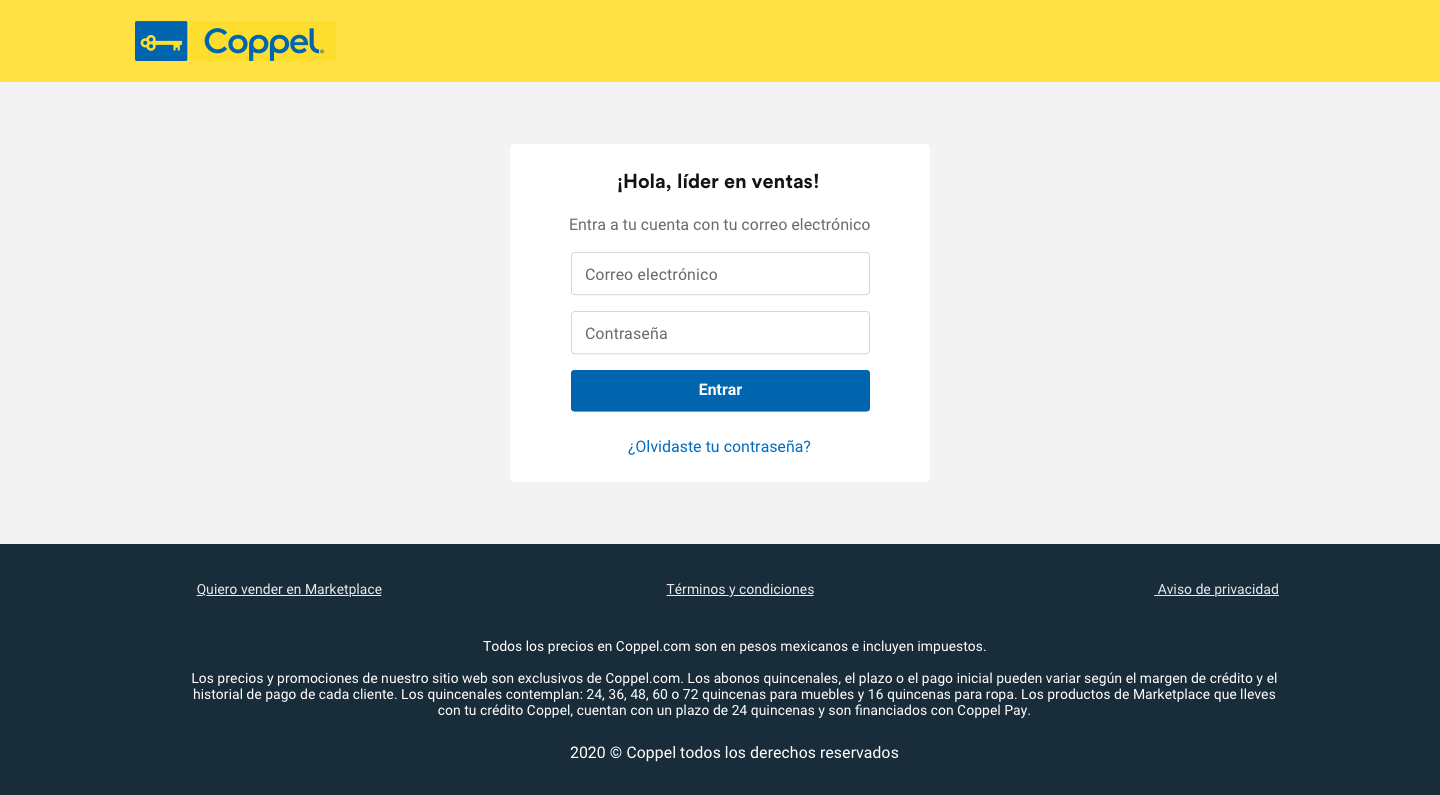 Coppel®
¡Hola, líder en ventas!
Entra a tu cuenta con tu correo electrónico
Correo electrónico
Contraseña
Entrar
¿Olvidaste tu contraseña?
Quiero vender en Marketplace
Términos y condiciones
Aviso de privacidad
Todos los precios en Coppel.com son en pesos mexicanos e incluyen impuestos.
Los precios y promociones de nuestro sitio web son exclusivos de Coppel.com. Los abonos quincenales, el plazo o el pago inicial pueden variar según el margen de crédito y el
historial de pago de cada cliente. Los quincenales contemplan: 24, 36, 48, 60 o 72 quincenas para muebles y 16 quincenas para ropa. Los productos de Marketplace que lleves
con tu crédito Coppel, cuentan con un plazo de 24 quincenas y son financiados con Coppel Pay.
2020 © Coppel todos los derechos reservados